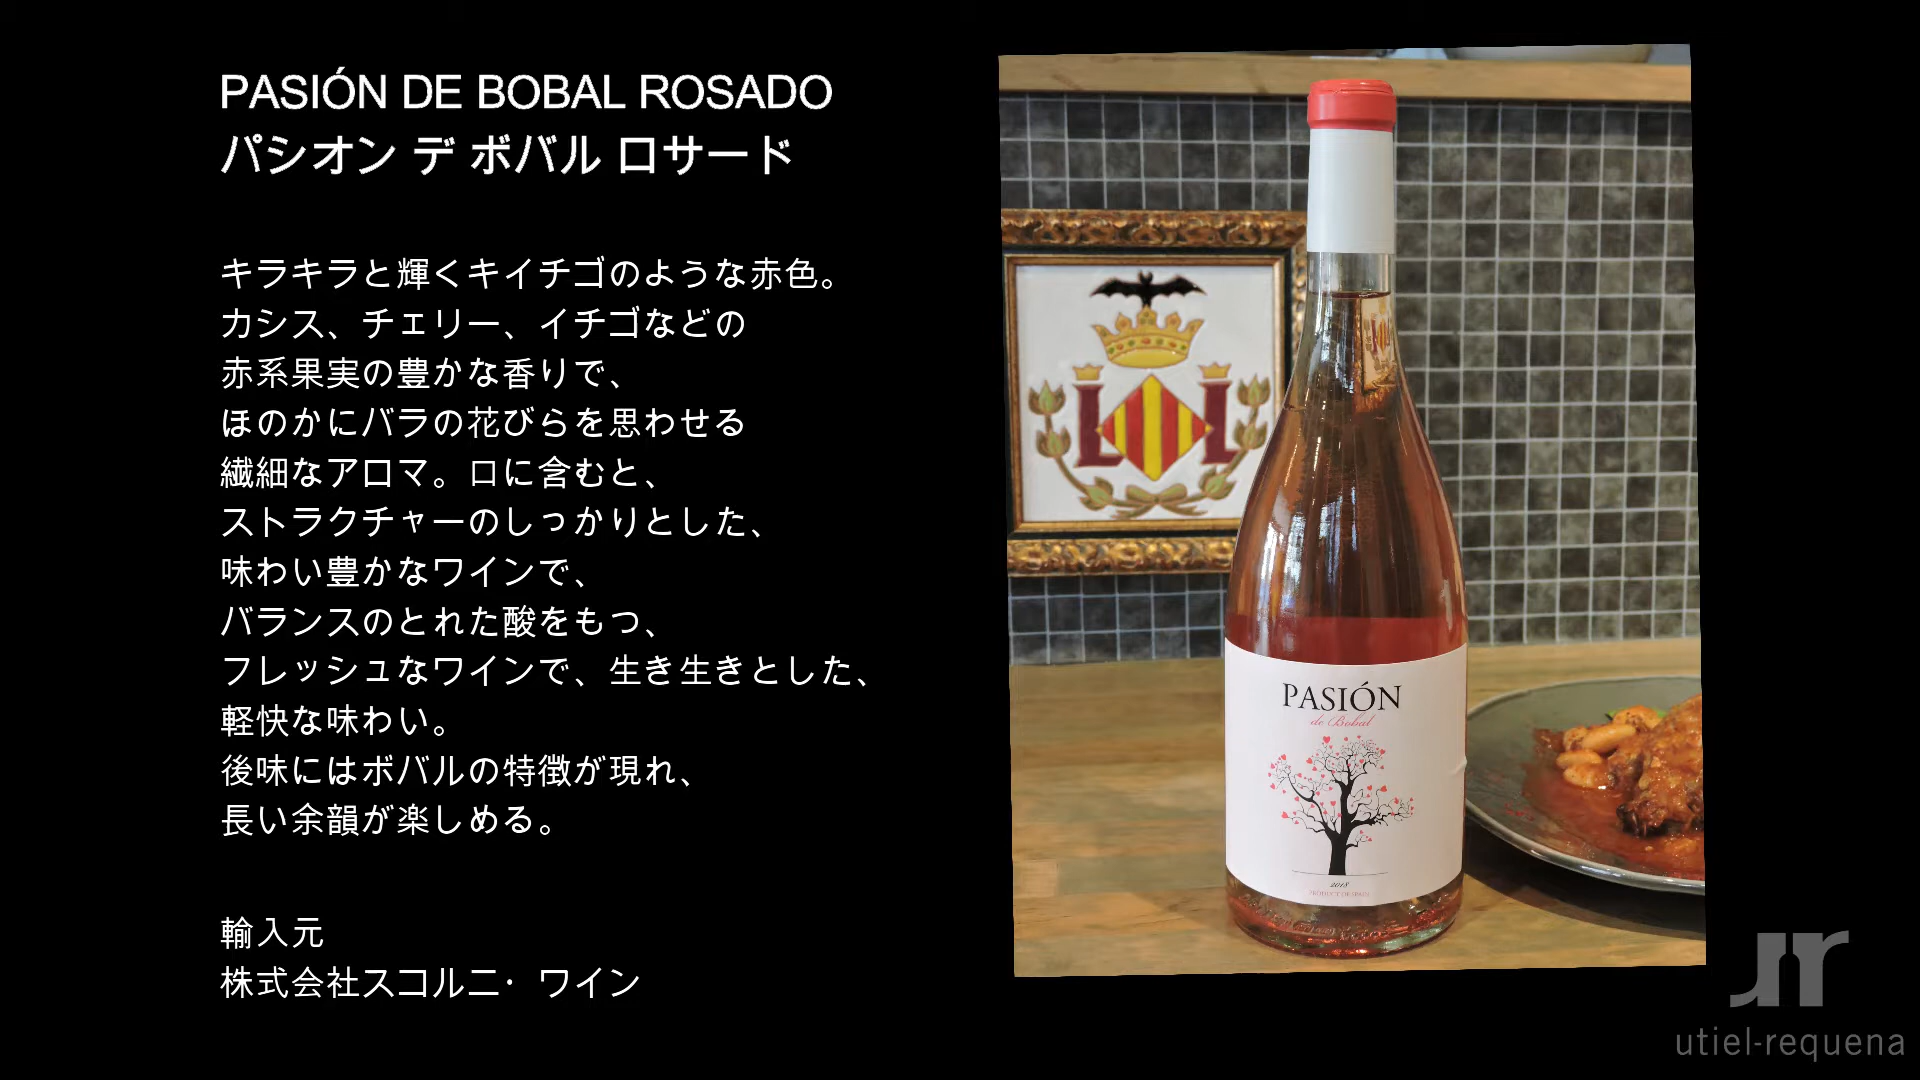 PASIÓN DE BOBAL ROSADO
パシオン デ ボバル ロサード
キラキラと輝くキイチゴのような赤色。
カシス、チェリー、イチゴなどの
赤系果実の豊かな香りで、
ほのかにバラの花びらを思わせる
繊細なアロマ。口に含むと、
ストラクチャーのしっかりとした、
味わい豊かなワインで、
バランスのとれた酸をもつ、
フレッシュなワインで、生き生きとした、
軽快な味わい。
後味にはボバルの特徴が現れ、
長い余韻が楽しめる。
輸入元
株式会社スコルニ・ワイン
L L
PASIÓN
de Bobal
2018
PRODUCT OF SPAIN
utiel-requena